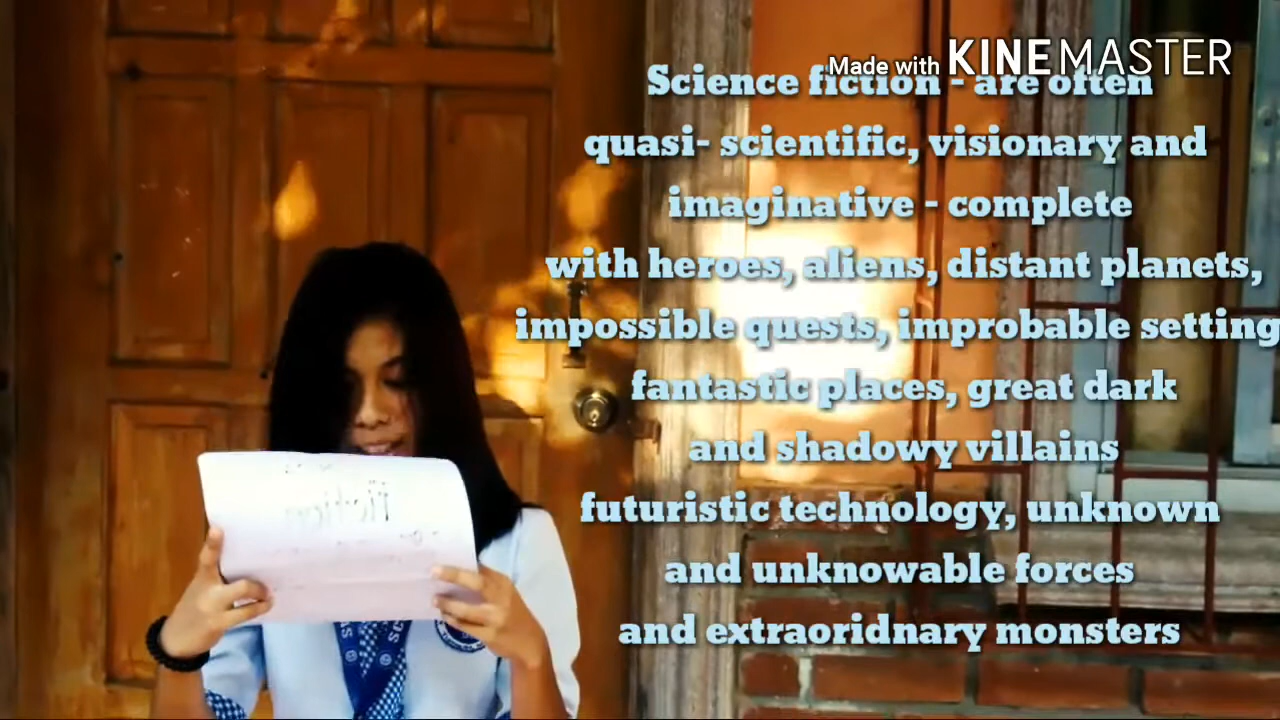 Made with KINEMASTER
Science fiction - are often
quasi- scientific, visionary and
imaginative - complete
with heroes, aliens, distant planets,
impossible quests, improbable setting
fantastic places, great dark
and shadowy villains
futuristic technology, unknown
and unknowable forces
and extraoridnary monsters